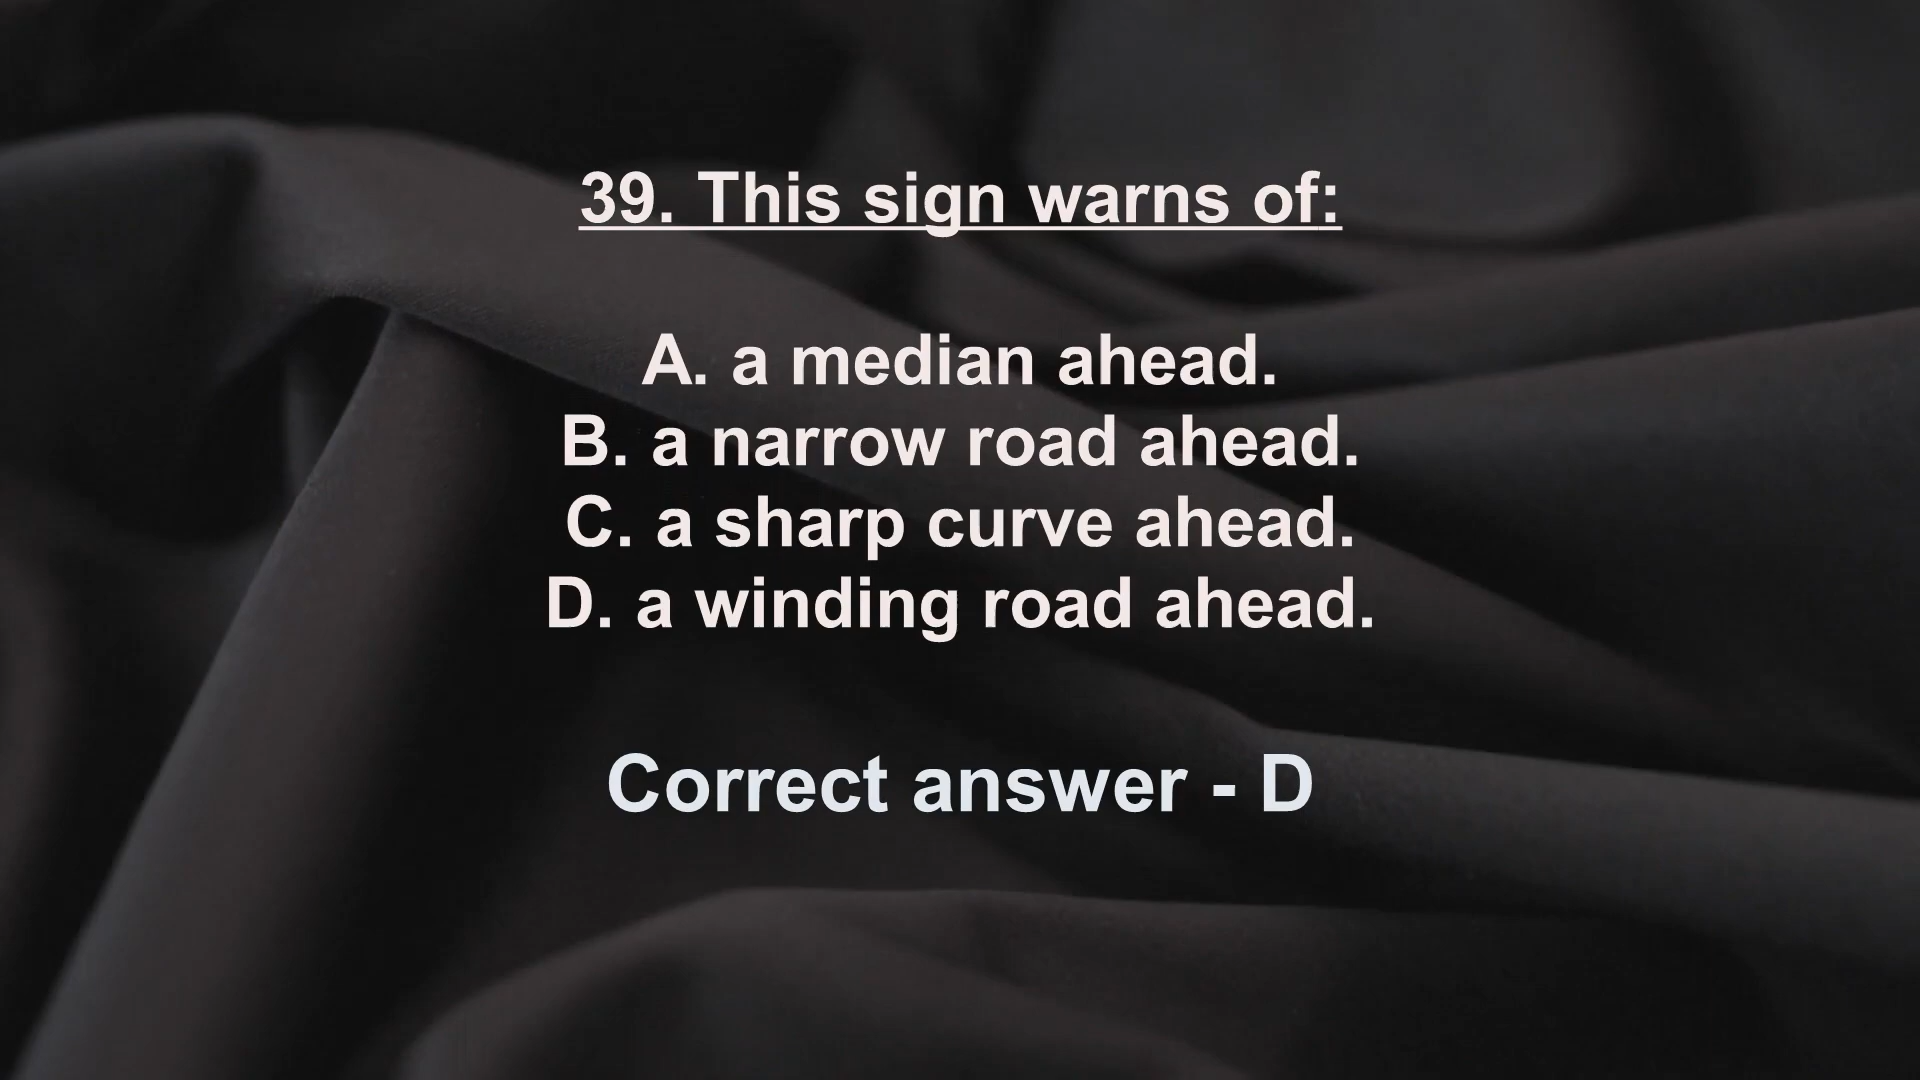 39. This sign warns of:
A. a median ahead.
B. a narrow road ahead.
C. a sharp curve ahead.
D. a winding road ahead.
Correct answer - D